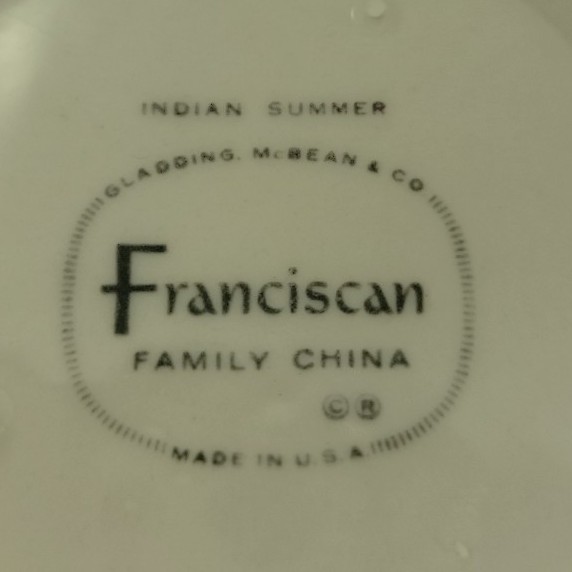 INDIAN SUMMER
GLADDING, McBEAN & CO
Franciscan
FAMILY CHINA
© ®
MADE IN U.S.A.